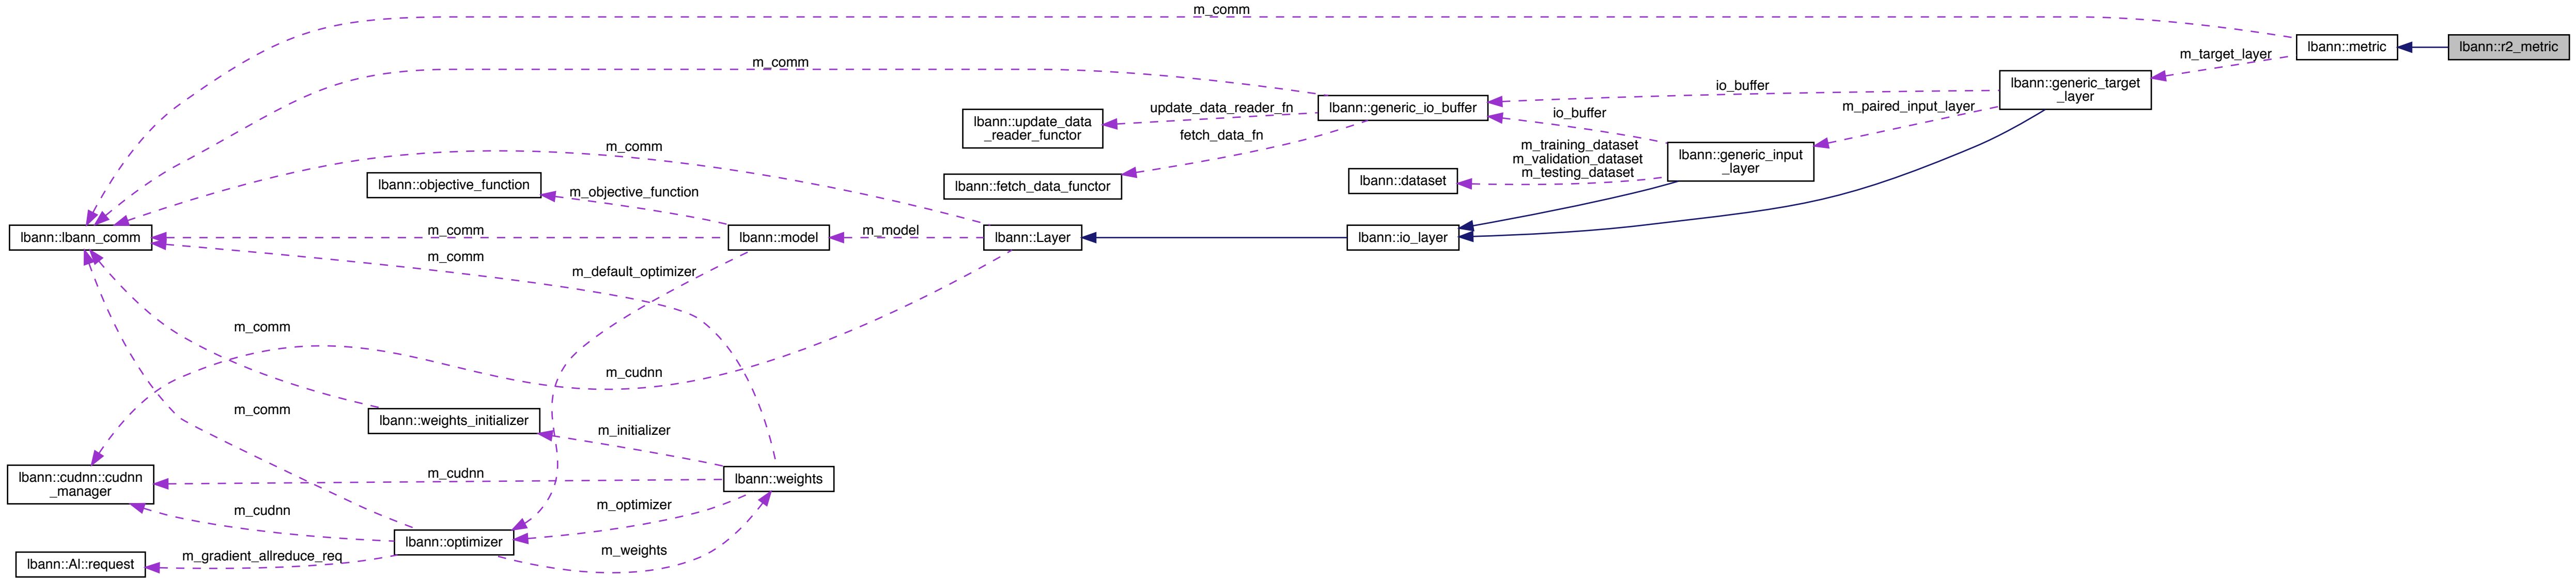 m_comm
lbann::metric
lbann::r2_metric
m_target_layer
m_comm
lbann::generic_target
_layer
io_buffer
m_paired_input_layer
lbann::generic_io_buffer
update_data_reader_fn
lbann::update_data
_reader_functor
io_buffer
fetch_data_fn
m_training_dataset
m_validation_dataset
m_testing_dataset
lbann::generic_input
_layer
m_comm
lbann::objective_function
lbann::fetch_data_functor
lbann::dataset
m_objective_function
lbann::lbann_comm
m_comm
lbann::model
m_model
lbann::Layer
lbann::io_layer
m_comm
m_default_optimizer
m_comm
m_cudnn
m_comm
lbann::weights_initializer
m_initializer
lbann::cudnn::cudnn
_manager
m_cudnn
lbann::weights
m_cudnn
m_optimizer
lbann::optimizer
m_weights
m_gradient_allreduce_req
lbann::Al::request